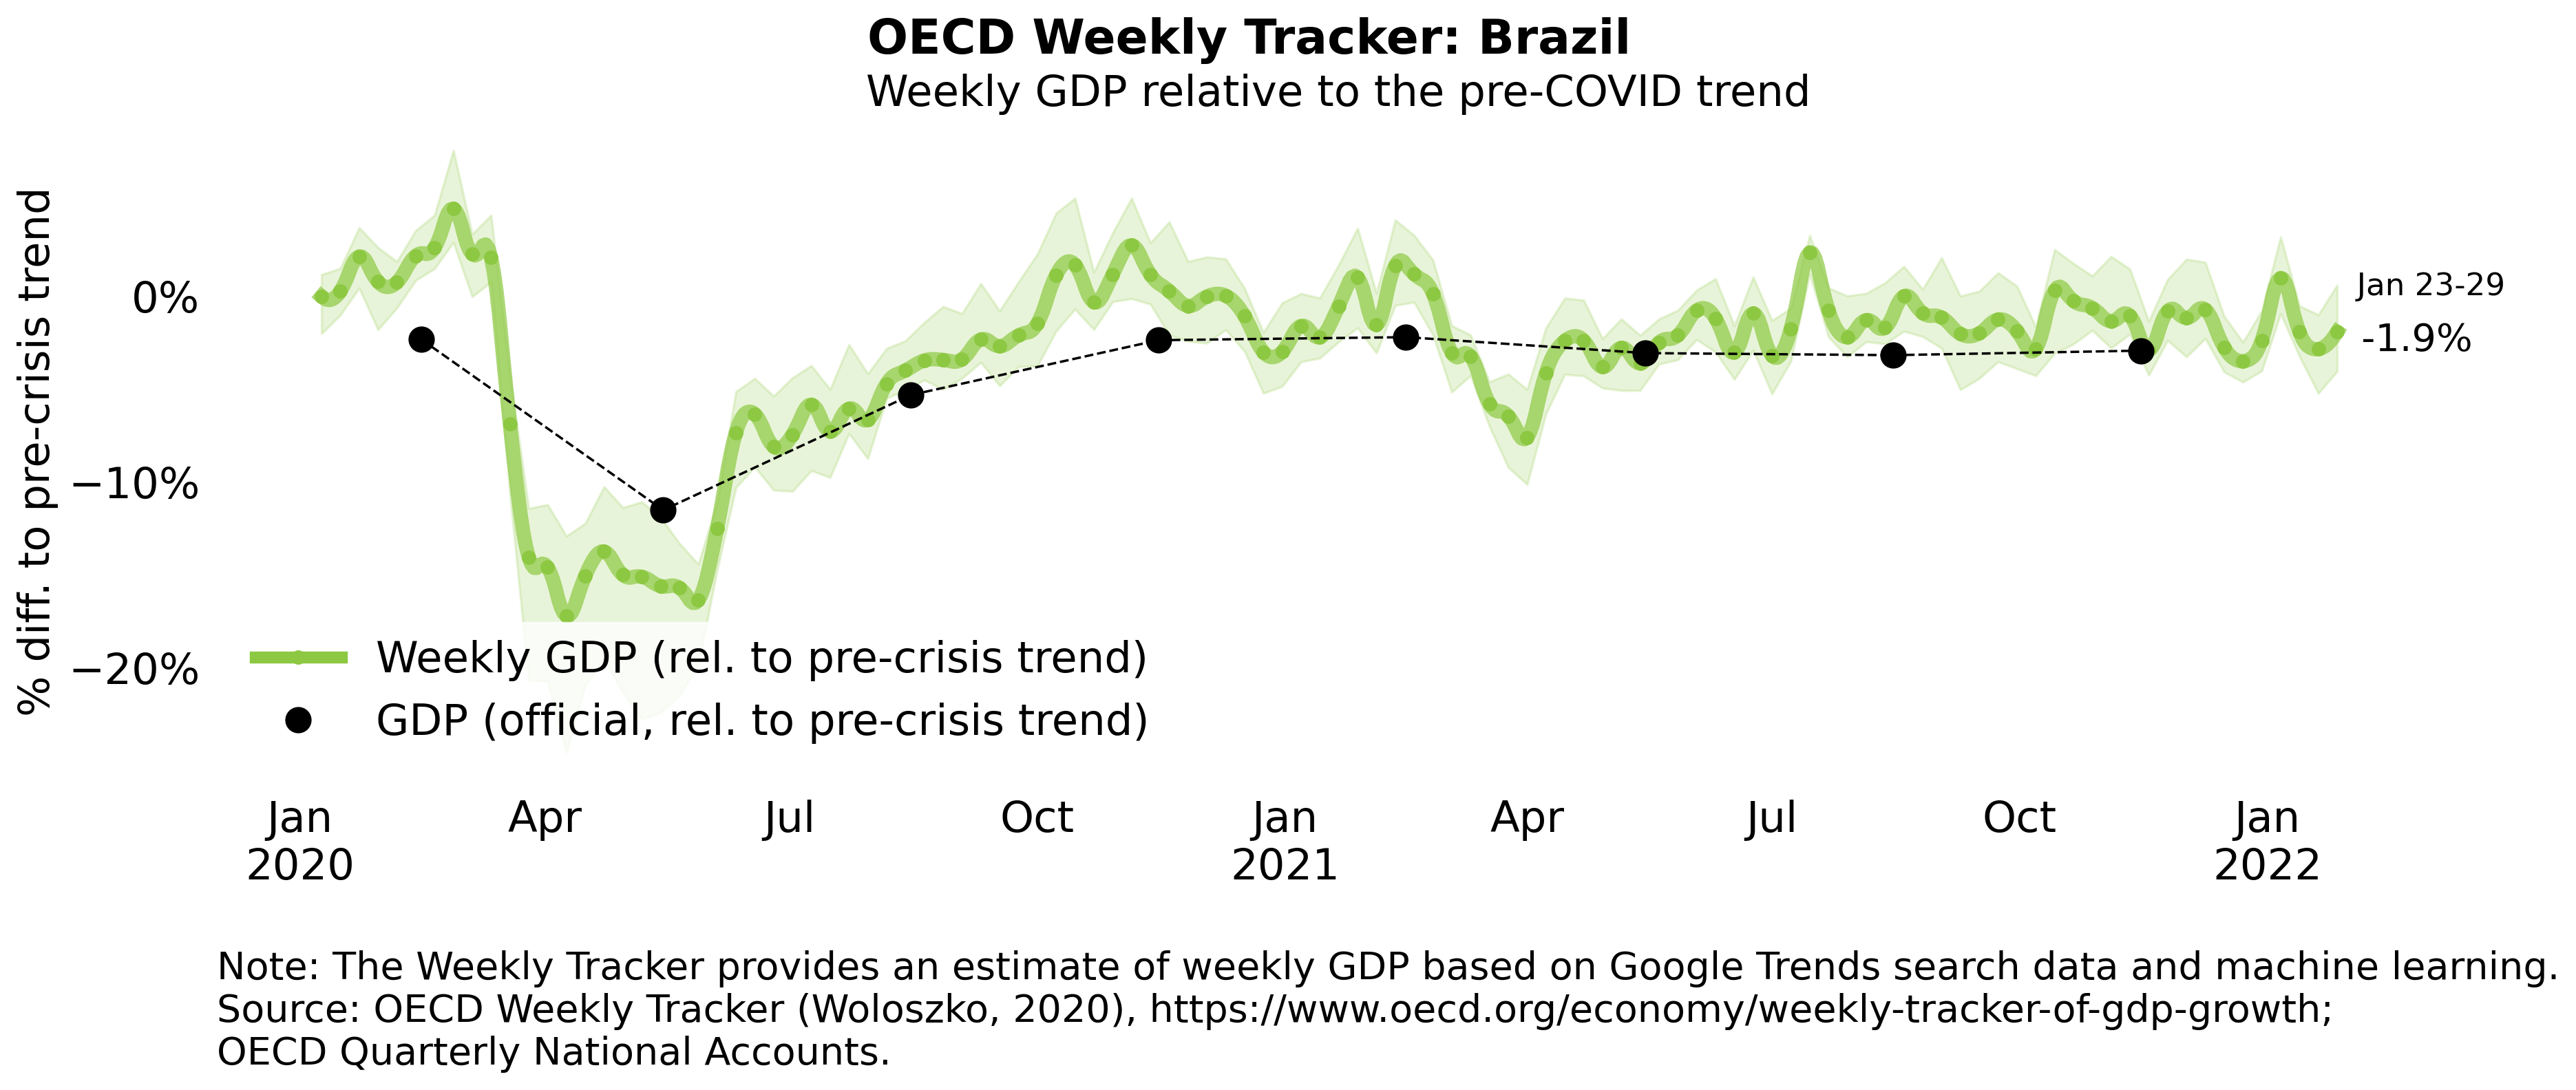 OECD Weekly Tracker: Brazil
Weekly GDP relative to the pre-COVID trend
% diff. to pre-crisis trend
0%
−10%
−20%
Jan 23-29
-1.9%
Weekly GDP (rel. to pre-crisis trend)
GDP (official, rel. to pre-crisis trend)
Jan Apr Jul Oct Jan Apr Jul Oct Jan
2020 2021 2022
Note: The Weekly Tracker provides an estimate of weekly GDP based on Google Trends search data and machine learning.
Source: OECD Weekly Tracker (Woloszko, 2020), https://www.oecd.org/economy/weekly-tracker-of-gdp-growth;
OECD Quarterly National Accounts.